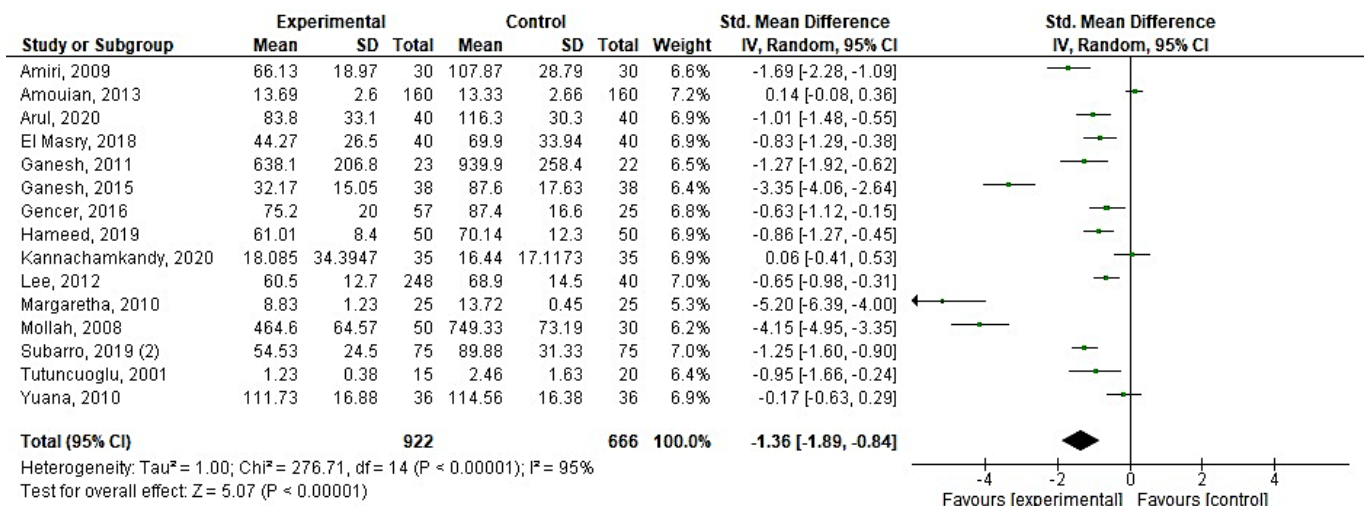 Experimental Control Std. Mean Difference Std. Mean Difference
Study or Subgroup Mean SD Total Mean SD Total Weight IV, Random, 95% CI IV, Random, 95% CI
Amiri, 2009 66.13 18.97 30 107.87 28.79 30 6.6% -1.69 [-2.28, -1.09]
Amouian, 2013 13.69 2.6 160 13.33 2.66 160 7.2% 0.14 [-0.08, 0.36]
Arul, 2020 83.8 33.1 40 116.3 30.3 40 6.9% -1.01 [-1.48, -0.55]
El Masry, 2018 44.27 26.5 40 69.9 33.94 40 6.9% -0.83 [-1.29, -0.38]
Ganesh, 2011 638.1 206.8 23 939.9 258.4 22 6.5% -1.27 [-1.92, -0.62]
Ganesh, 2015 32.17 15.05 38 87.6 17.63 38 6.4% -3.35 [-4.06, -2.64]
Gencer, 2016 75.2 20 57 87.4 16.6 25 6.8% -0.63 [-1.12, -0.15]
Hameed, 2019 61.01 8.4 50 70.14 12.3 50 6.9% -0.86 [-1.27, -0.45]
Kannachamkandy, 2020 18.085 34.3947 35 16.44 17.1173 35 6.9% 0.06 [-0.41, 0.53]
Lee, 2012 60.5 12.7 248 68.9 14.5 40 7.0% -0.65 [-0.98, -0.31]
Margaretha, 2010 8.83 1.23 25 13.72 0.45 25 5.3% -5.20 [-6.39, -4.00]
Mollah, 2008 464.6 64.57 50 749.33 73.19 30 6.2% -4.15 [-4.95, -3.35]
Subarro, 2019 (2) 54.53 24.5 75 89.88 31.33 75 7.0% -1.25 [-1.60, -0.90]
Tutuncuoglu, 2001 1.23 0.38 15 2.46 1.63 20 6.4% -0.95 [-1.66, -0.24]
Yuana, 2010 111.73 16.88 36 114.56 16.38 36 6.9% -0.17 [-0.63, 0.29]
Total (95% CI) 922 666 100.0% -1.36 [-1.89, -0.84]
Heterogeneity: Tau² = 1.00; Chi² = 276.71, df = 14 (P < 0.00001); I² = 95%
Test for overall effect: Z = 5.07 (P < 0.00001)
-4 -2 0 2 4
Favours [experimental] Favours [control]